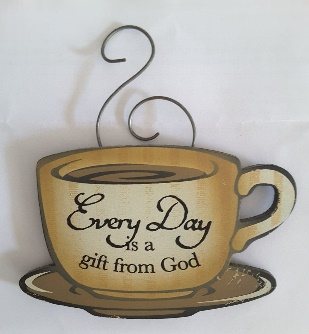 Every Day
is a
gift from God